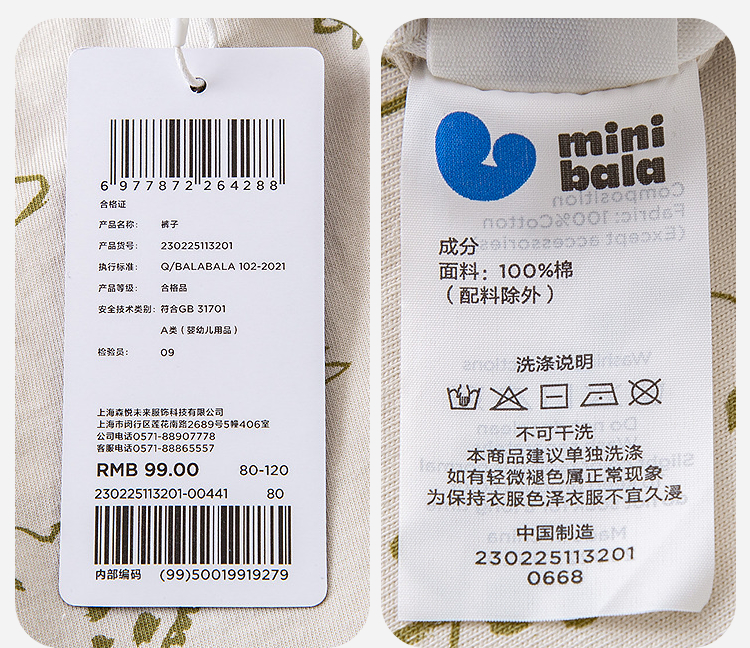 6 977872 264288
合格证
产品名称: 裤子
产品货号: 230225113201
执行标准: Q/BALABALA 102-2021
产品等级: 合格品
安全技术类别: 符合GB 31701
A类（婴幼儿用品）
检验员: 09
上海森悦未来服饰科技有限公司
上海市闵行区莲花南路2689号5幢406室
公司电话0571-88907778
客服电话0571-88865557
RMB 99.00 80-120
230225113201-00441 80
内部编码 (99)50019919279
mini
bala
Composition
Fabric: 100%Cotton
(Except accessories)
成分
面料: 100%棉
（配料除外）
洗涤说明
不可干洗
本商品建议单独洗涤
如有轻微褪色属正常现象
为保持衣服色泽衣服不宜久浸
中国制造
230225113201
0668